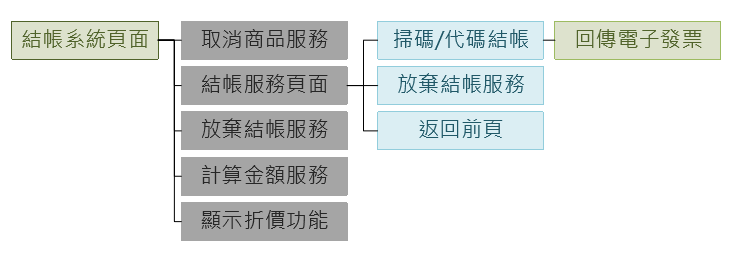 結帳系統頁面
取消商品服務
掃碼/代碼結帳
回傳電子發票
結帳服務頁面
放棄結帳服務
放棄結帳服務
返回前頁
計算金額服務
顯示折價功能